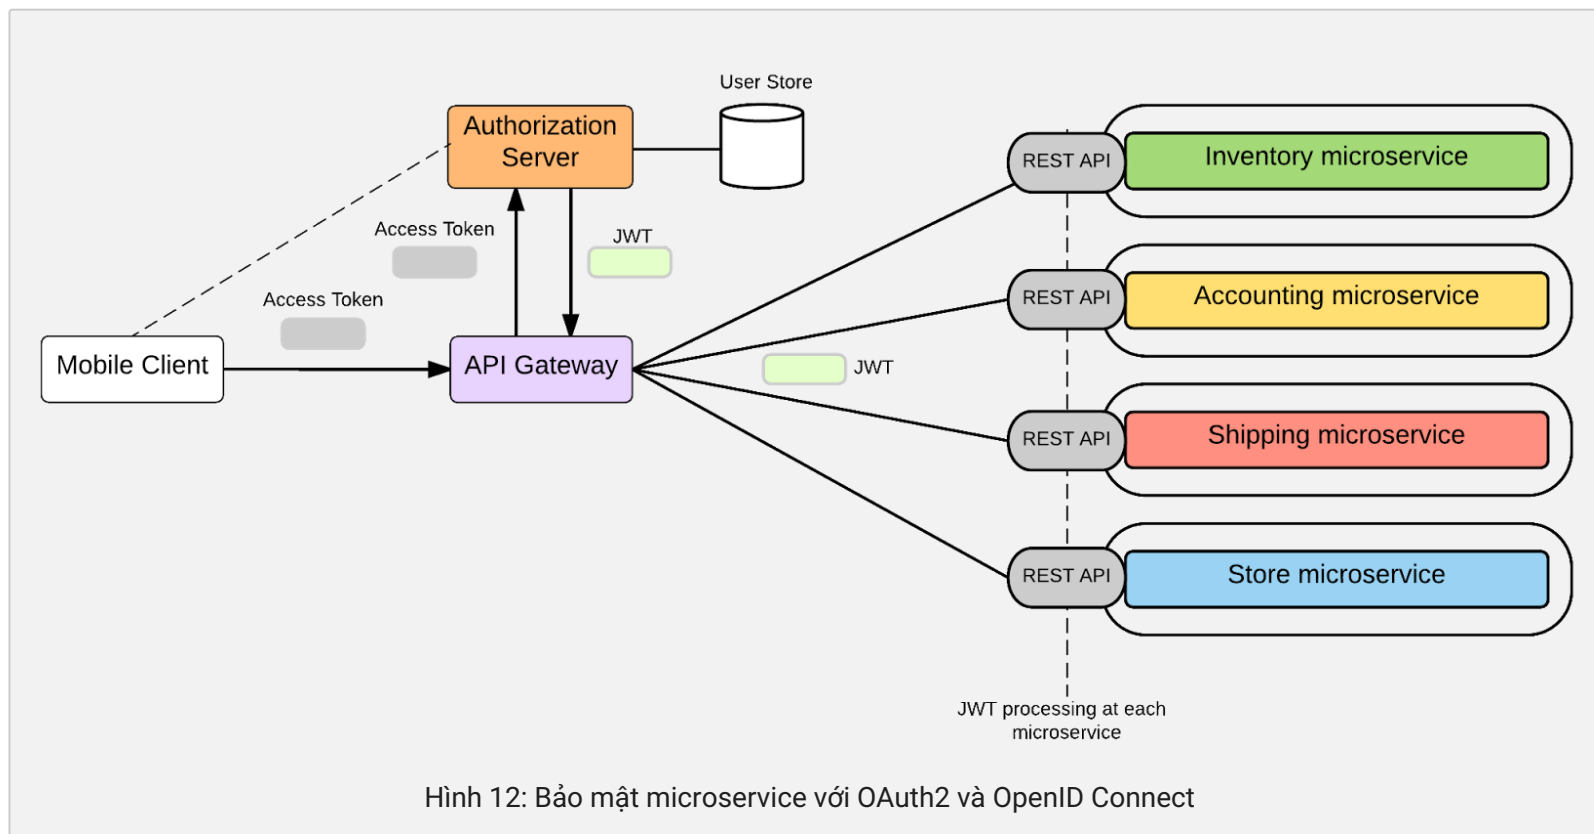 User Store
Authorization
Server
REST API
Inventory microservice
Access Token
JWT
Access Token
REST API
Accounting microservice
Mobile Client
API Gateway
JWT
REST API
Shipping microservice
REST API
Store microservice
JWT processing at each
microservice
Hình 12: Bảo mật microservice với OAuth2 và OpenID Connect